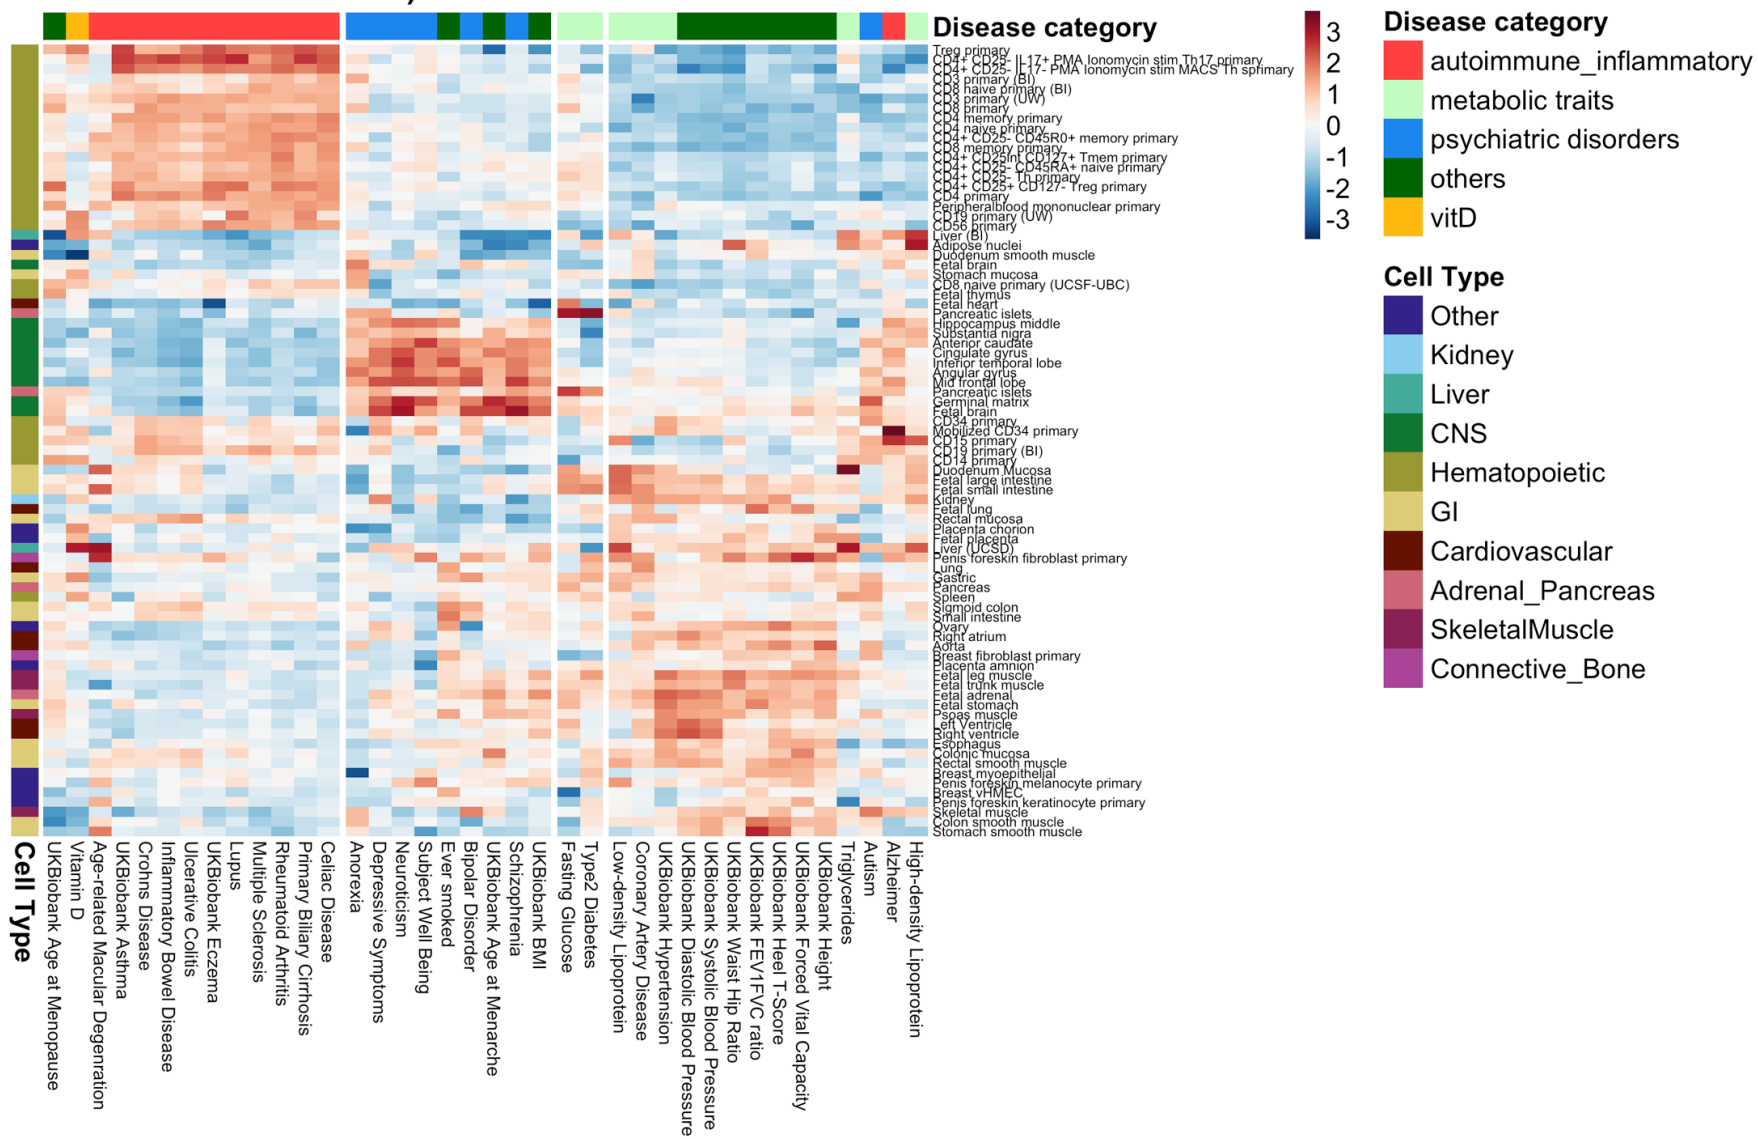 Disease category
Treg primary
CD4+ CD25- IL17+ PMA Ionomycin stim Th17 primary
CD4+ CD25- IL17- PMA Ionomycin stim MACS Th sprimary
CD3 primary (BI)
CD8 naive primary (BI)
CD3 primary (UW)
CD8 primary
CD4 memory primary
CD4 naive primary
CD4+ CD25- CD45R0+ memory primary
CD8 memory primary
CD4+ CD25int CD127+ Tmem primary
CD4+ CD25- CD45RA+ naive primary
CD4+ CD25- Th primary
CD4+ CD25+ CD127- Treg primary
CD4 primary
Peripheralblood mononuclear primary
CD19 primary (UW)
CD56 primary
Liver (BI)
Adipose nuclei
Duodenum smooth muscle
Fetal brain
Stomach mucosa
CD8 naive primary (UCSF-UBC)
Fetal thymus
Fetal heart
Pancreatic islets
Hippocampus middle
Substantia nigra
Anterior caudate
Cingulate gyrus
Inferior temporal lobe
Angular gyrus
Mid frontal lobe
Pancreatic islets
Germinal matrix
Fetal brain
CD34 primary
Mobilized CD34 primary
CD15 primary
CD19 primary (BI)
CD14 primary
Duodenum Mucosa
Fetal large intestine
Fetal small intestine
Kidney
Fetal lung
Rectal mucosa
Placenta chorion
Fetal placenta
Liver (UCSD)
Penis foreskin fibroblast primary
Lung
Gastric
Pancreas
Spleen
Sigmoid colon
Small intestine
Ovary
Right atrium
Aorta
Breast fibroblast primary
Placenta amnion
Fetal leg muscle
Fetal trunk muscle
Fetal adrenal
Fetal stomach
Psoas muscle
Left Ventricle
Right ventricle
Esophagus
Colonic mucosa
Rectal smooth muscle
Breast myoepithelial
Penis foreskin melanocyte primary
Breast vHMEC
Penis foreskin keratinocyte primary
Skeletal muscle
Colon smooth muscle
Stomach smooth muscle
Cell Type
UKBiobank Age at Menopause
Vitamin D
Age-related Macular Degenration
UKBiobank Asthma
Crohns Disease
Inflammatory Bowel Disease
Ulcerative Colitis
UKBiobank Eczema
Lupus
Multiple Sclerosis
Rheumatoid Arthritis
Primary Biliary Cirrhosis
Celiac Disease
Anorexia
Depressive Symptoms
Neuroticism
Subject Well Being
Ever smoked
Bipolar Disorder
UKBiobank Age at Menarche
Schizophrenia
UKBiobank BMI
Fasting Glucose
Type2 Diabetes
Low-density Lipoprotein
Coronary Artery Disease
UKBiobank Hypertension
UKBiobank Diastolic Blood Pressure
UKBiobank Systolic Blood Pressure
UKBiobank Waist Hip Ratio
UKBiobank FEV1FVC ratio
UKBiobank Heel T-Score
UKBiobank Forced Vital Capacity
UKBiobank Height
Triglycerides
Autism
Alzheimer
High-density Lipoprotein
3
2
1
0
-1
-2
-3
Disease category
autoimmune_inflammatory
metabolic traits
psychiatric disorders
others
vitD
Cell Type
Other
Kidney
Liver
CNS
Hematopoietic
GI
Cardiovascular
Adrenal_Pancreas
SkeletalMuscle
Connective_Bone